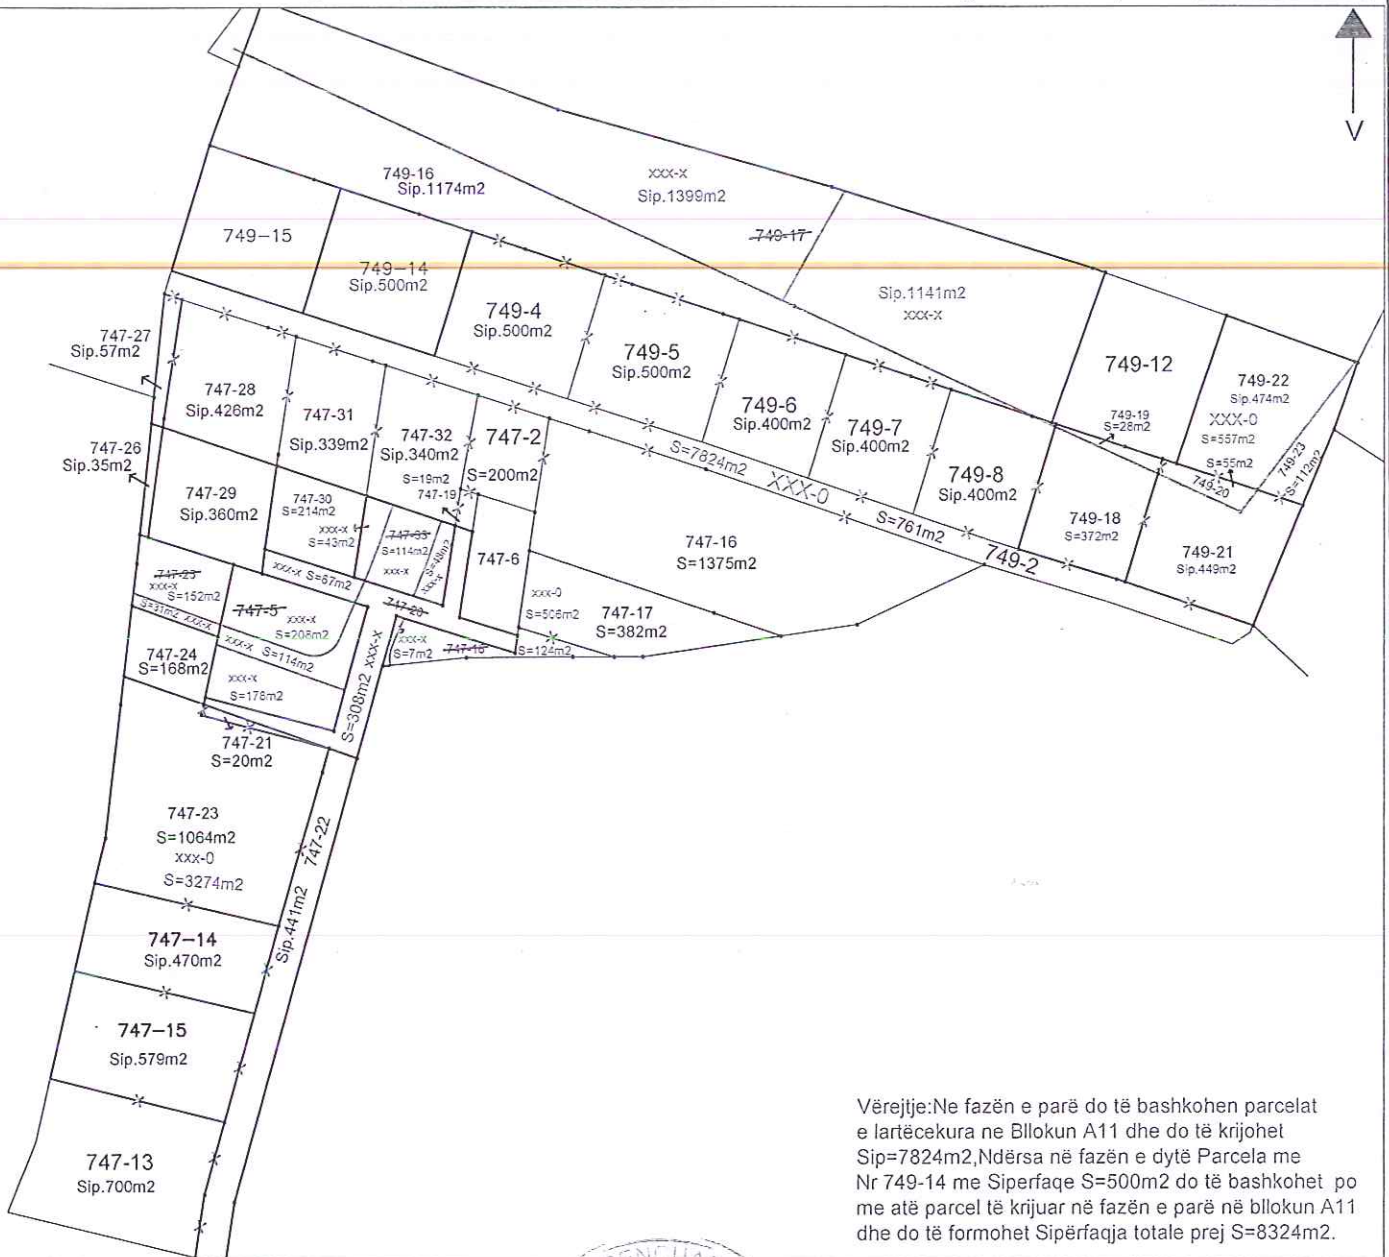 V
749-16
Sip.1174m2
xxx-x
Sip.1399m2
749-15
749-17
749-14
Sip.500m2
Sip.1141m2
xxx-x
749-4
Sip.500m2
749-5
Sip.500m2
749-6
Sip.400m2
749-7
Sip.400m2
749-8
Sip.400m2
749-12
749-22
Sip.474m2
XXX-0
S=557m2
S=55m2
749-19
S=28m2
749-23
S=112m2
749-20
749-18
S=372m2
749-21
Sip.449m2
S=7824m2
XXX-0
S=761m2
749-2
747-27
Sip.57m2
747-28
Sip.426m2
747-31
Sip.339m2
747-32
Sip.340m2
S=19m2
747-19
747-2
S=200m2
747-26
Sip.35m2
747-29
Sip.360m2
747-30
S=214m2
xxx-x
S=43m2
747-33
S=114m2
xxx-x
S=48m2
xxx-x
747-6
747-16
S=1375m2
xxx-x S=67m2
747-20
xxx-0
S=506m2
747-17
S=382m2
S=124m2
747-25
xxx-x
S=152m2
S=31m2 xxx-x
747-5
xxx-x
S=208m2
xxx-x S=114m2
xxx-x
S=7m2
747-18
747-24
S=168m2
xxx-x
S=178m2
S=308m2 xxx-x
747-21
S=20m2
747-23
S=1064m2
xxx-0
S=3274m2
Sip.441m2 747-22
747-14
Sip.470m2
747-15
Sip.579m2
747-13
Sip.700m2
Vërejtje:Ne fazën e parë do të bashkohen parcelat
e lartëcekura ne Bllokun A11 dhe do të krijohet
Sip=7824m2,Ndërsa në fazën e dytë Parcela me
Nr 749-14 me Siperfaqe S=500m2 do të bashkohet po
me atë parcel të krijuar në fazën e parë në bllokun A11
dhe do të formohet Sipërfaqja totale prej S=8324m2.